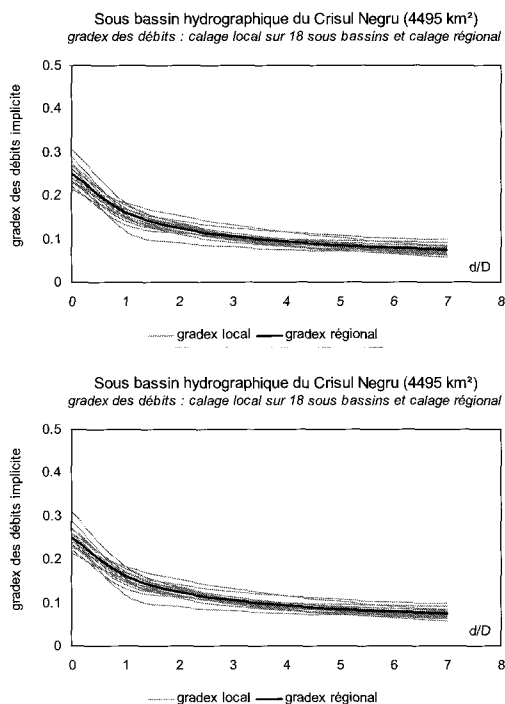 Sous bassin hydrographique du Crisul Negru (4495 km²)
gradex des débits : calage local sur 18 sous bassins et calage régional
gradex des débits implicite
0.5
0.4
0.3
0.2
0.1
0
d/D
0 1 2 3 4 5 6 7 8
gradex local gradex régional
Sous bassin hydrographique du Crisul Negru (4495 km²)
gradex des débits : calage local sur 18 sous bassins et calage régional
gradex des débits implicite
0.5
0.4
0.3
0.2
0.1
0
d/D
0 1 2 3 4 5 6 7 8
gradex local gradex régional